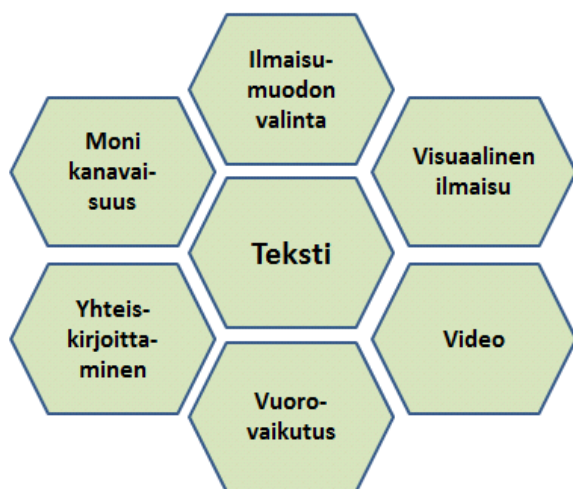 Ilmaisu-
muodon
valinta
Moni
kanavai-
suus
Visuaalinen
ilmaisu
Teksti
Yhteis-
kirjoitta-
minen
Video
Vuoro-
vaikutus